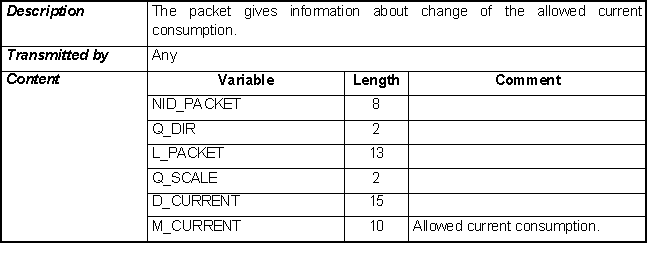 Description The packet gives information about change of the allowed current
consumption.
Transmitted by Any
Content Variable Length Comment
NID_PACKET 8
Q_DIR 2
L_PACKET 13
Q_SCALE 2
D_CURRENT 15
M_CURRENT 10 Allowed current consumption.